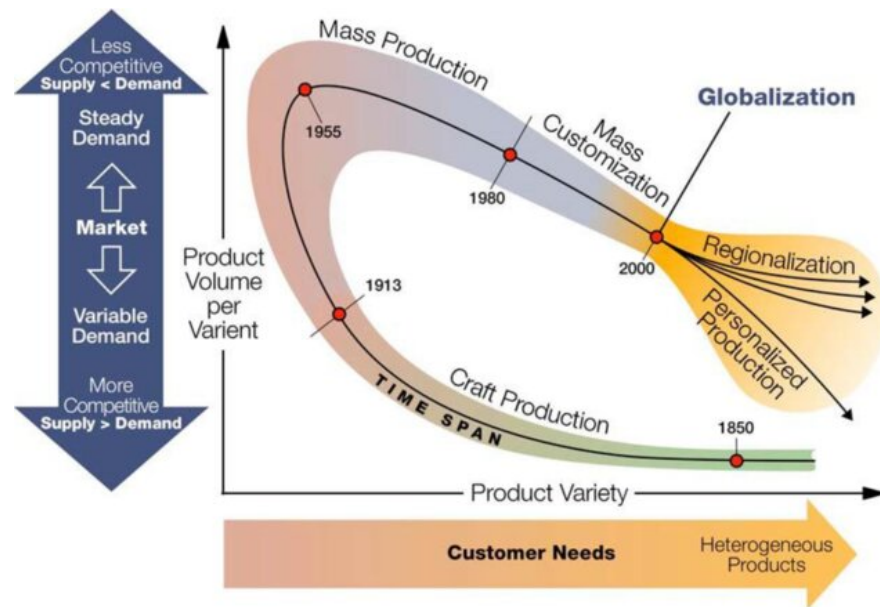 Less
Competitive
Supply < Demand
Steady
Demand
Market
Variable
Demand
More
Competitive
Supply > Demand
Product
Volume
per
Varient
Mass Production
1955
1980
Mass
Customization
Globalization
2000
Regionalization
Personalized
Production
1913
TIME SPAN
Craft Production
1850
Product Variety
Customer Needs
Heterogeneous
Products